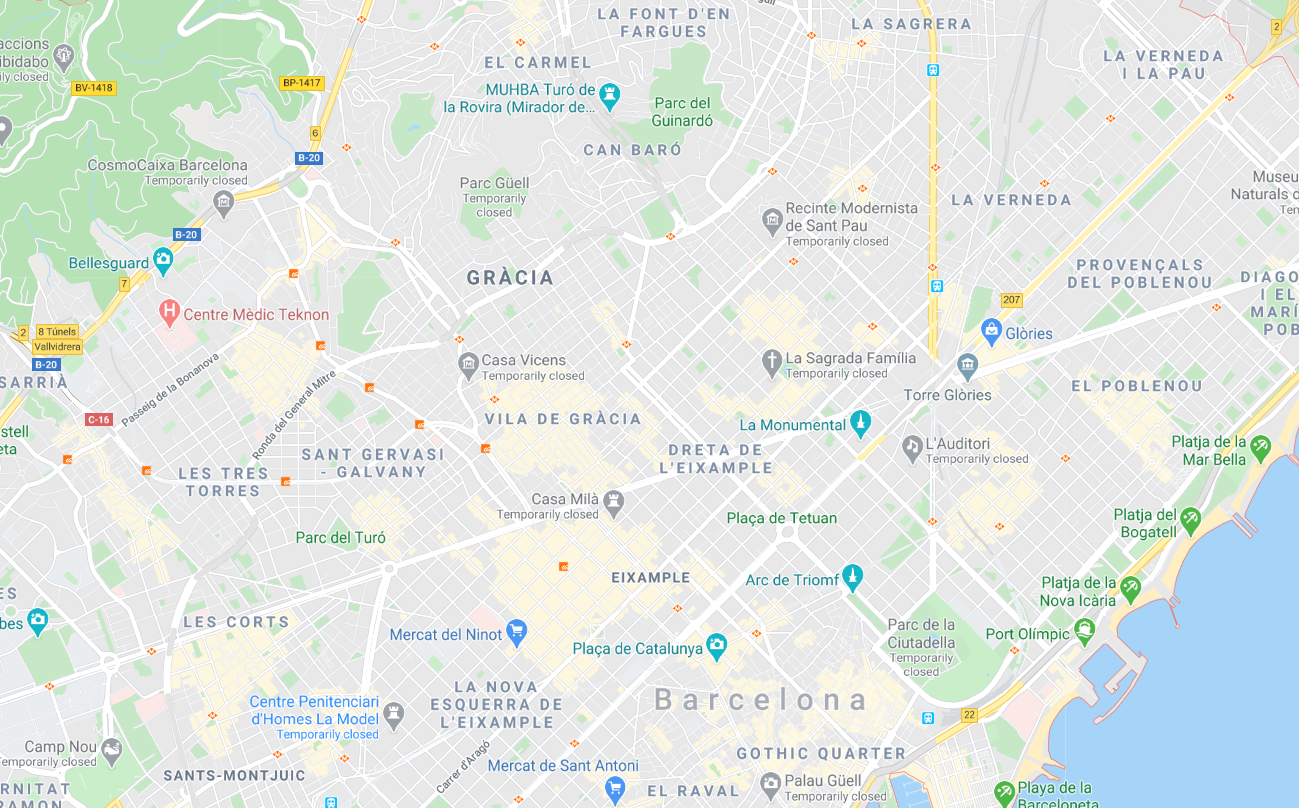 LA FONT D'EN
FARGUES
LA SAGRERA
2
accions
ibidabo
ily closed
EL CARMEL
LA VERNEDA
I LA PAU
BV-1418
BP-1417
MUHBA Turó de
la Rovira (Mirador de...
Parc del
Guinardó
6
B-20
CAN BARÓ
CosmoCaixa Barcelona
Temporarily closed
Parc Güell
Temporarily
closed
Museu
Naturals d
Tem
LA VERNEDA
Recinte Modernista
de Sant Pau
Temporarily closed
B-20
Bellesguard
GRÀCIA
PROVENÇALS
DEL POBLENOU
DIAGO
I EL
MARÍ
POB
7
207
H
Centre Mèdic Teknon
Glòries
2
8 Túnels
Vallvidrera
B-20
Casa Vicens
Temporarily closed
La Sagrada Família
Temporarily closed
SARRIÀ
Passeig de la Bonanova
Ronda del General Mitre
Torre Glòries
EL POBLENOU
C-16
VILA DE GRÀCIA
La Monumental
stell
eta
L'Auditori
Temporarily closed
Platja de la
Mar Bella
SANT GERVASI
- GALVANY
DRETA DE
L'EIXAMPLE
LES TRES
TORRES
Casa Milà
Temporarily closed
Plaça de Tetuan
Platja del
Bogatell
Parc del Turó
EIXAMPLE
Arc de Triomf
Platja de la
Nova Icària
ES
bes
LES CORTS
Mercat del Ninot
Plaça de Catalunya
Parc de la
Ciutadella
Temporarily
closed
Port Olímpic
LA NOVA
ESQUERRA DE
L'EIXAMPLE
Barcelona
Centre Penitenciari
d'Homes La Model
Temporarily closed
22
Camp Nou
Temporarily closed
Carrer d'Aragó
GOTHIC QUARTER
SANTS-MONTJUIC
Mercat de Sant Antoni
EL RAVAL
Palau Güell
Temporarily closed
ERNITAT
RAMON
Playa de la
Barceloneta